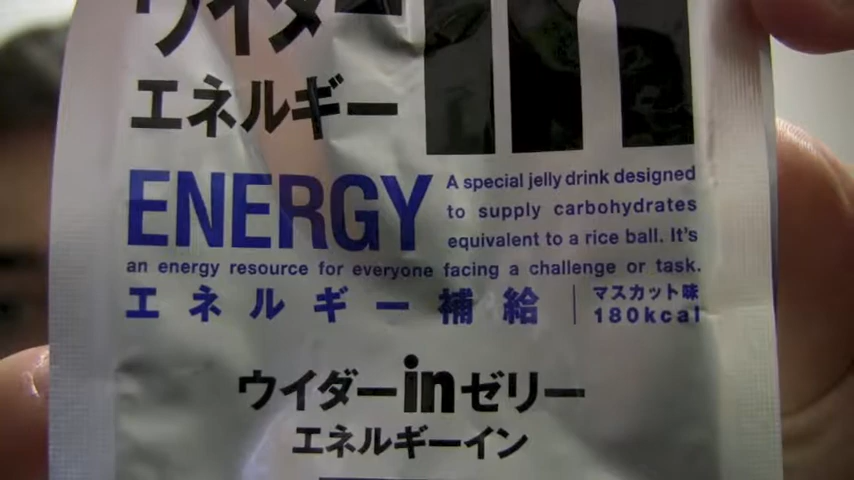 ウイダー in
エネルギー
ENERGY A special jelly drink designed
to supply carbohydrates
equivalent to a rice ball. It's
an energy resource for everyone facing a challenge or task.
エネルギー補給 マスカット味
180kcal
ウイダーinゼリー
エネルギーイン